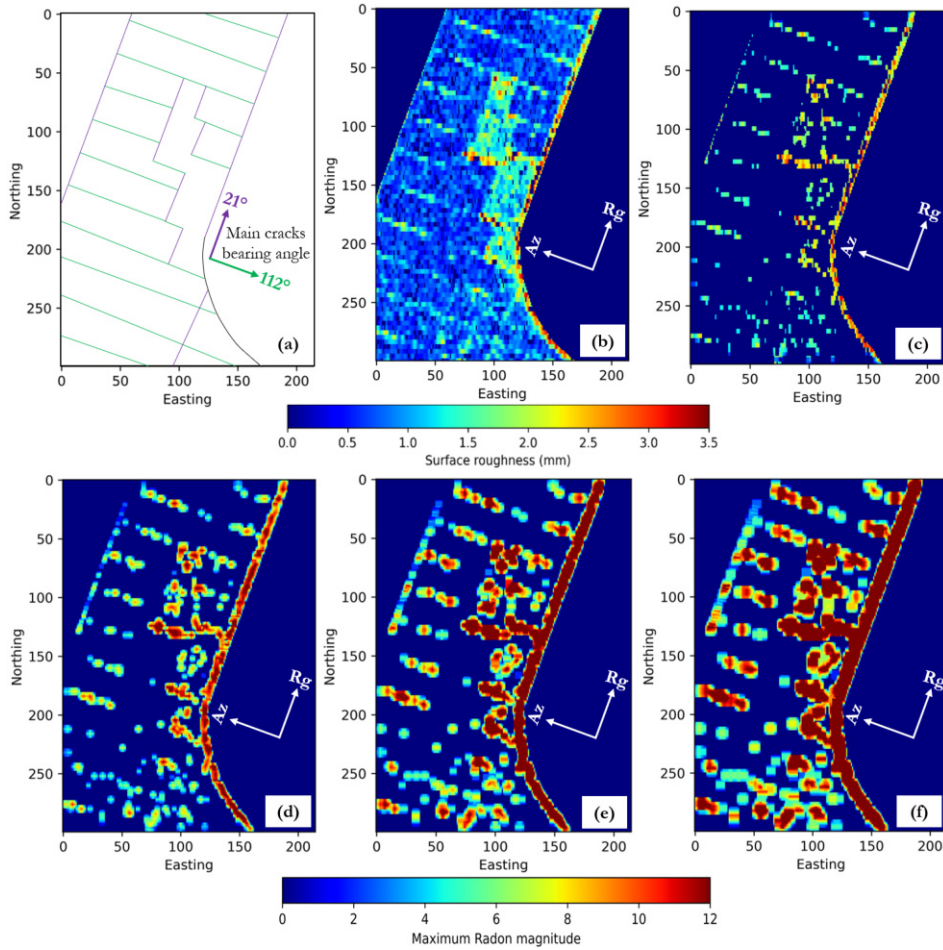 0
50
100
150
200
250
Northing
21°
Main cracks
bearing angle
112°
(a)
0 50 100 150 200
Easting
0
50
100
150
200
250
Northing
Rg
Az
(b)
0 50 100 150 200
Easting
0
50
100
150
200
250
Northing
Rg
Az
(c)
0 50 100 150 200
Easting
0.0 0.5 1.0 1.5 2.0 2.5 3.0 3.5
Surface roughness (mm)
0
50
100
150
200
250
Northing
Rg
Az
(d)
0 50 100 150 200
Easting
0
50
100
150
200
250
Northing
Rg
Az
(e)
0 50 100 150 200
Easting
0
50
100
150
200
250
Northing
Rg
Az
(f)
0 50 100 150 200
Easting
0 2 4 6 8 10 12
Maximum Radon magnitude